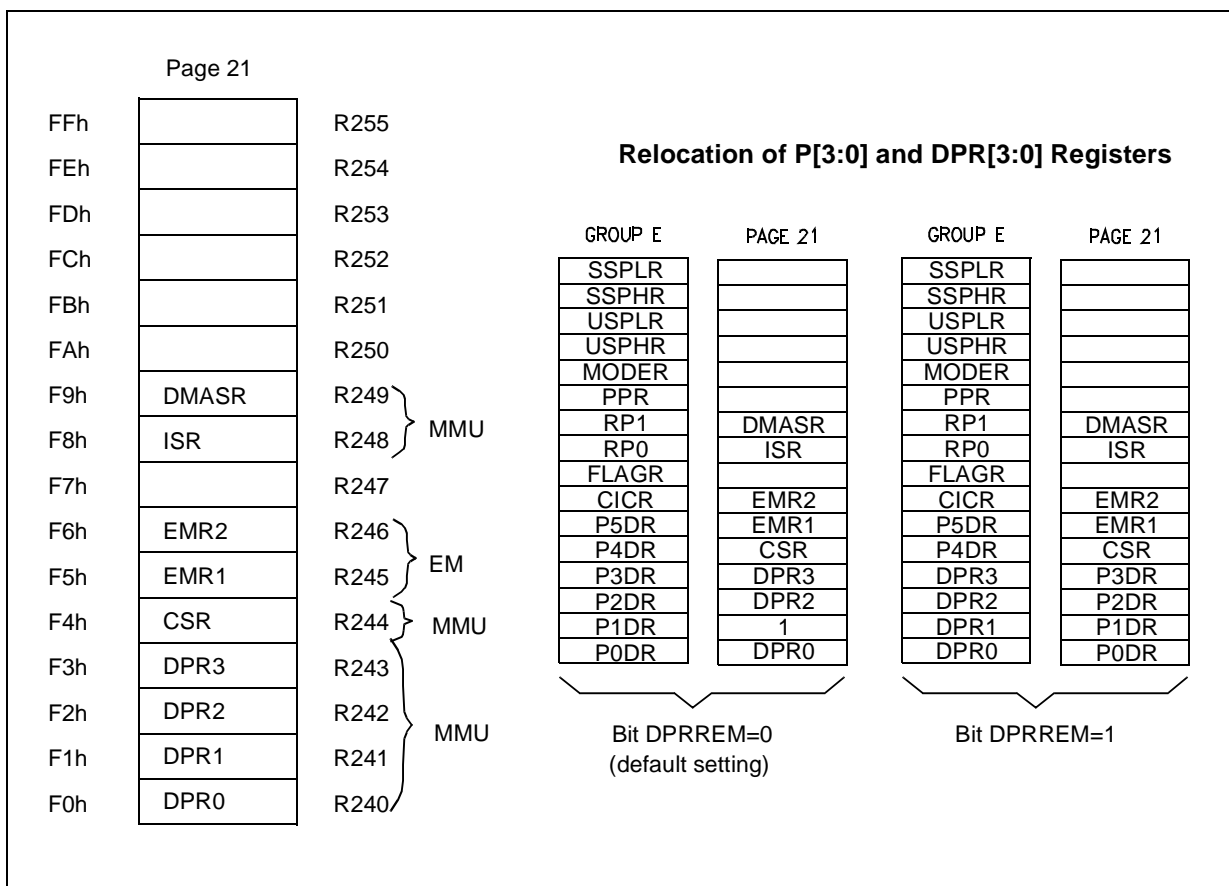 Page 21
FFh R255
FEh R254
FDh R253
FCh R252
FBh R251
FAh R250
F9h DMASR R249
F8h ISR R248
MMU
F7h R247
F6h EMR2 R246
F5h EMR1 R245
EM
F4h CSR R244 MMU
F3h DPR3 R243
F2h DPR2 R242
F1h DPR1 R241
F0h DPR0 R240
MMU
Relocation of P[3:0] and DPR[3:0] Registers
GROUP E PAGE 21 GROUP E PAGE 21
SSPLR SSPLR
SSPHR SSPHR
USPLR USPLR
USPHR USPHR
MODER MODER
PPR PPR
RP1 DMASR RP1 DMASR
RP0 ISR RP0 ISR
FLAGR FLAGR
CICR EMR2 CICR EMR2
P5DR EMR1 P5DR EMR1
P4DR CSR P4DR CSR
P3DR DPR3 DPR3 P3DR
P2DR DPR2 DPR2 P2DR
P1DR 1 DPR1 P1DR
P0DR DPR0 DPR0 P0DR
Bit DPRREM=0 Bit DPRREM=1
(default setting)